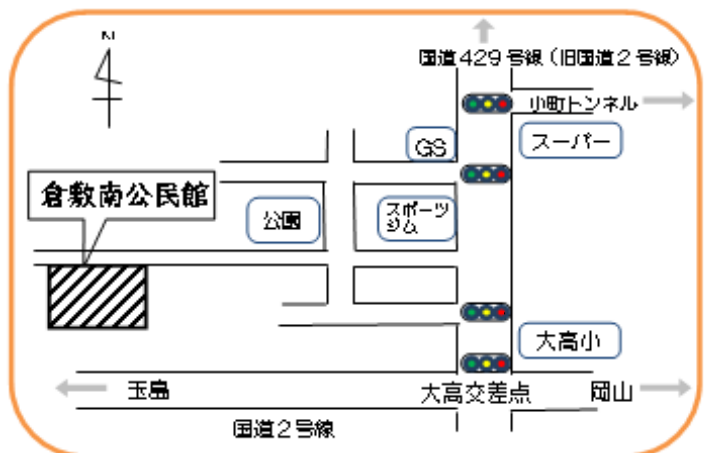 N
国道429号線（旧国道2号線）
小町トンネル
GS
スーパー
倉敷南公民館
公園
スポーツ
ジム
大高小
玉島
大高交差点
岡山
国道2号線